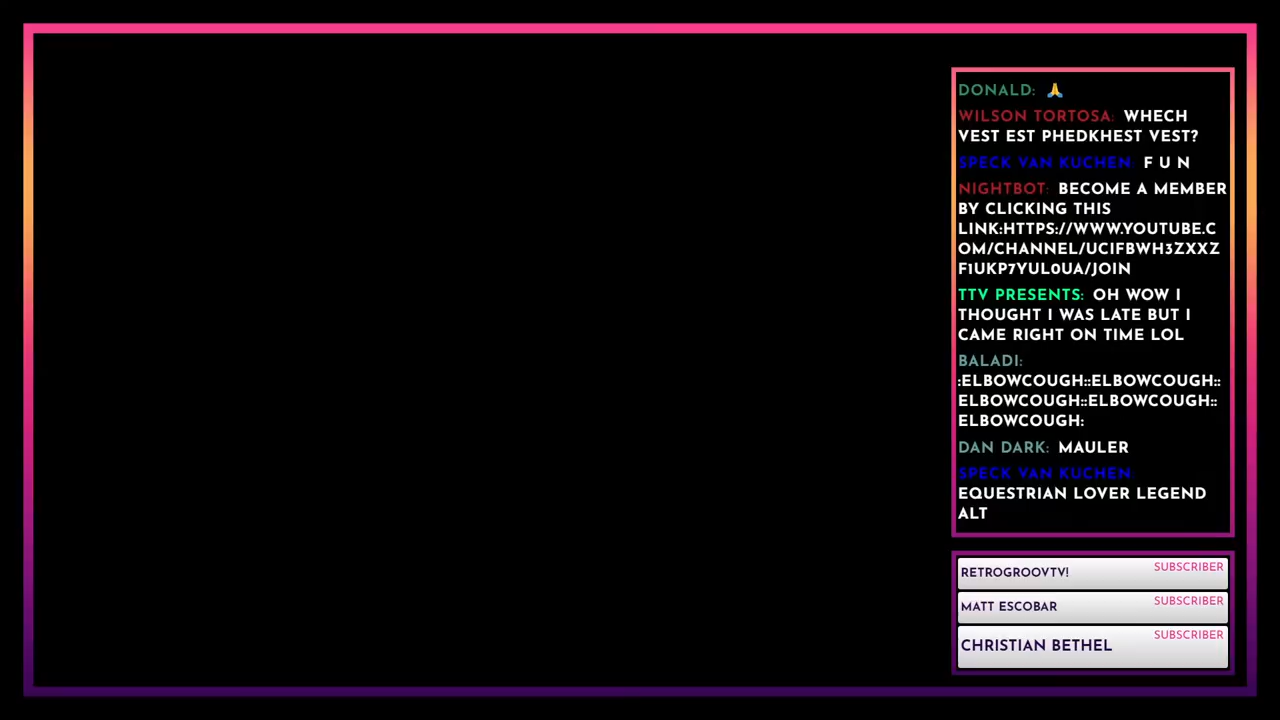 DONALD: 🙏
WILSON TORTOSA: WHECH
VEST EST PHEDKHEST VEST?
SPECK VAN KUCHEN: F U N
NIGHTBOT: BECOME A MEMBER
BY CLICKING THIS
LINK:HTTPS://WWW.YOUTUBE.C
OM/CHANNEL/UCIFBWH3ZXXZ
F1UKP7YUL0UA/JOIN
TTV PRESENTS: OH WOW I
THOUGHT I WAS LATE BUT I
CAME RIGHT ON TIME LOL
BALADI:
:ELBOWCOUGH::ELBOWCOUGH::
ELBOWCOUGH::ELBOWCOUGH::
ELBOWCOUGH:
DAN DARK: MAULER
SPECK VAN KUCHEN:
EQUESTRIAN LOVER LEGEND
ALT
RETROGROOVTV! SUBSCRIBER
MATT ESCOBAR SUBSCRIBER
CHRISTIAN BETHEL SUBSCRIBER